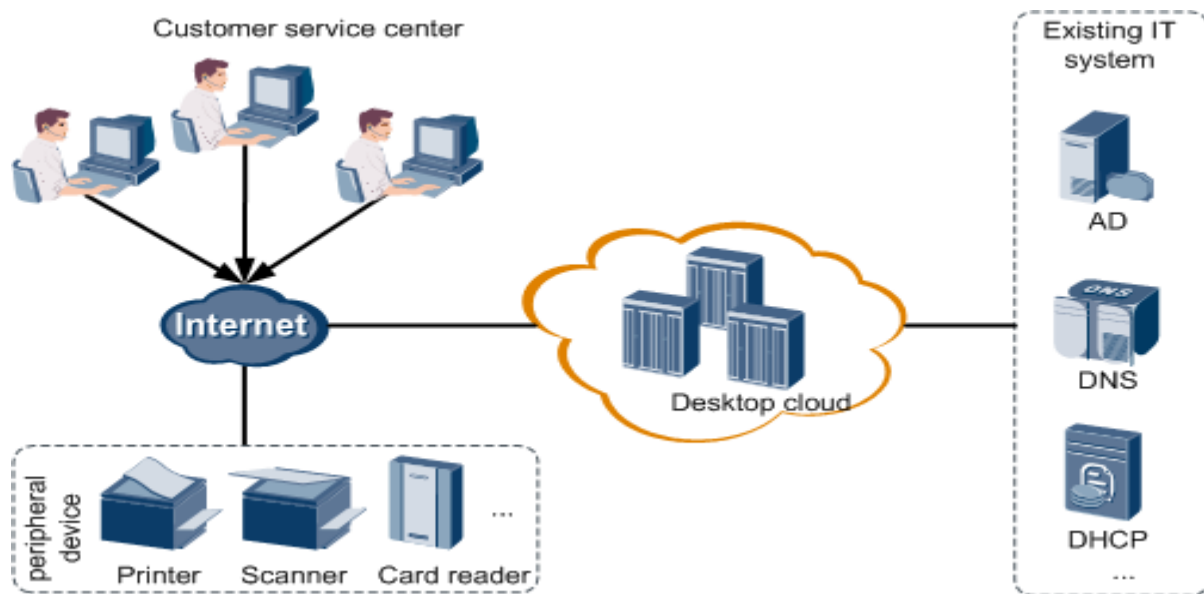 Customer service center
Existing IT
system
AD
Internet
DNS
DNS
Desktop cloud
peripheral
device
Printer
Scanner
Card reader
...
DHCP
...